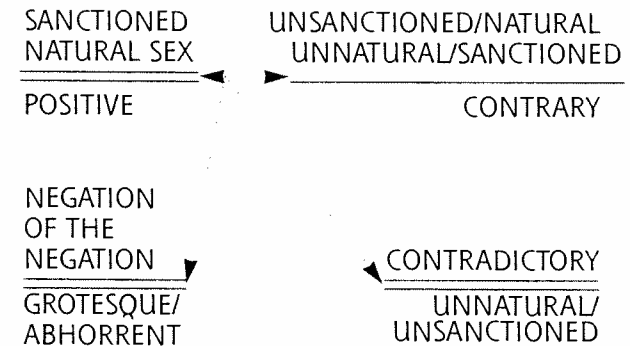 SANCTIONED
NATURAL SEX
POSITIVE
UNSANCTIONED/NATURAL
UNNATURAL/SANCTIONED
CONTRARY
NEGATION
OF THE
NEGATION
GROTESQUE/
ABHORRENT
CONTRADICTORY
UNNATURAL/
UNSANCTIONED